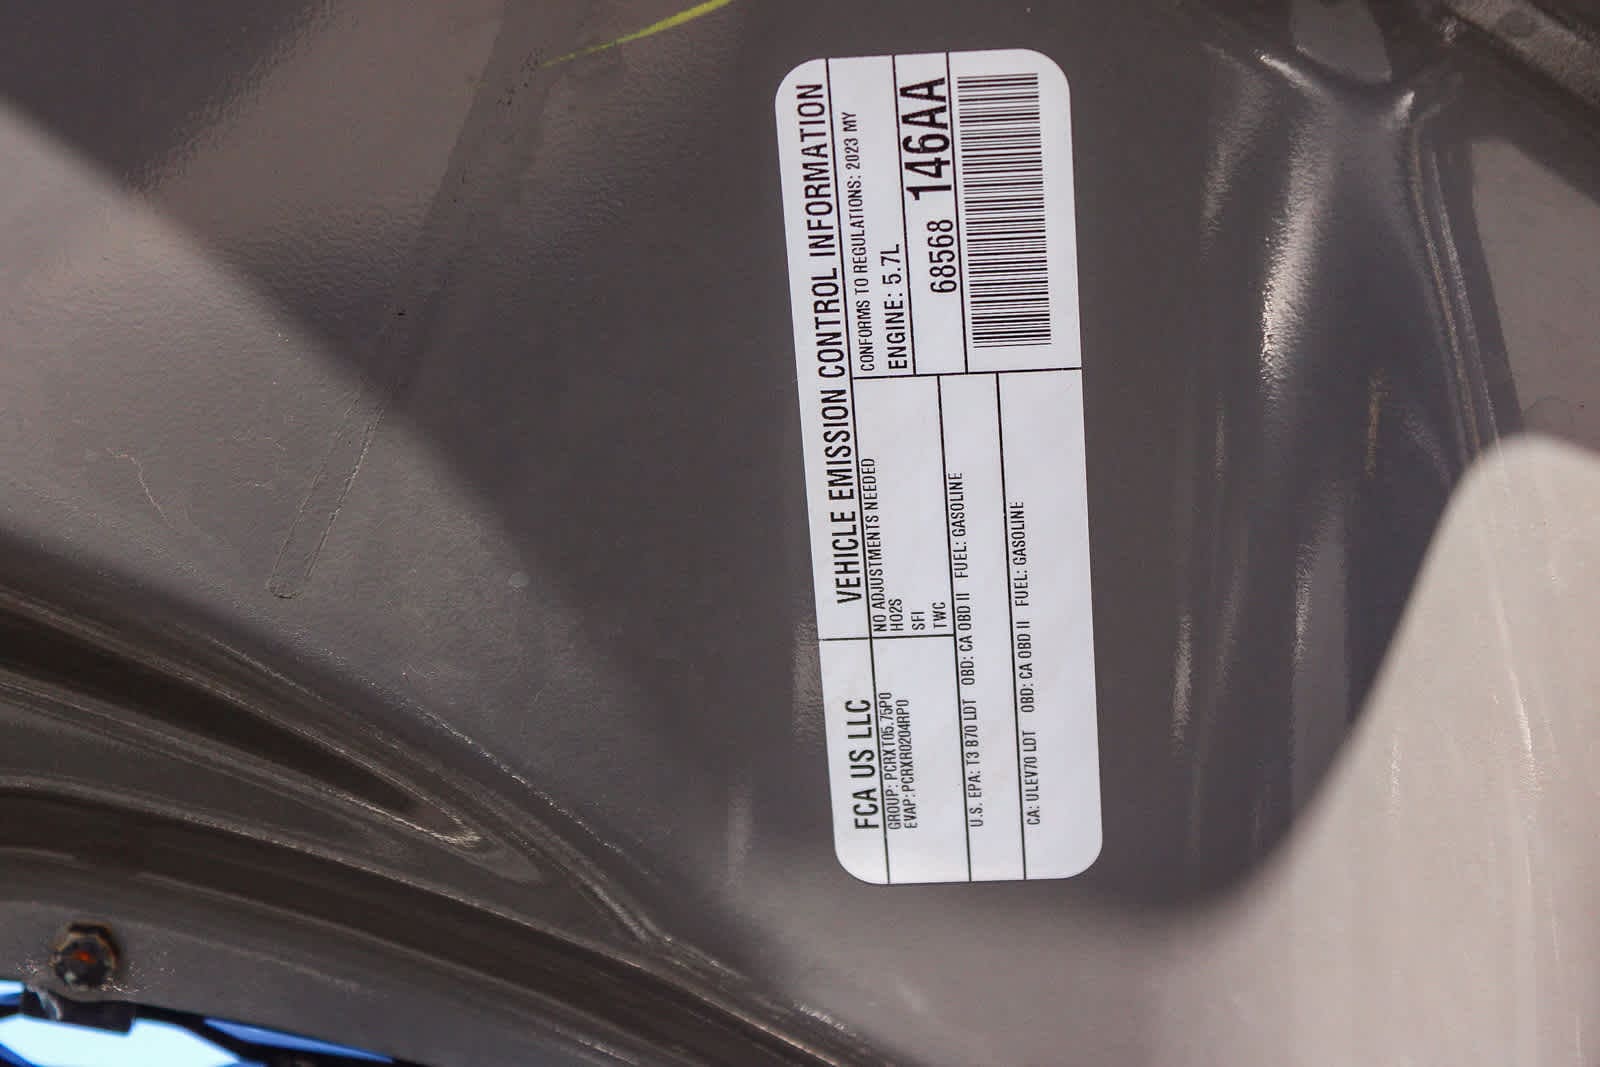 FCA US LLC
VEHICLE EMISSION CONTROL INFORMATION
GROUP: PCRXT05.75P0
EVAP: PCRXR0204RP0
NO ADJUSTMENTS NEEDED
HO2S
SFI
TWC
CONFORMS TO REGULATIONS: 2023 MY
ENGINE: 5.7L
68568 146AA
U.S. EPA: T3 B70 LDT OBD: CA OBD II FUEL: GASOLINE
CA: ULEV70 LDT OBD: CA OBD II FUEL: GASOLINE